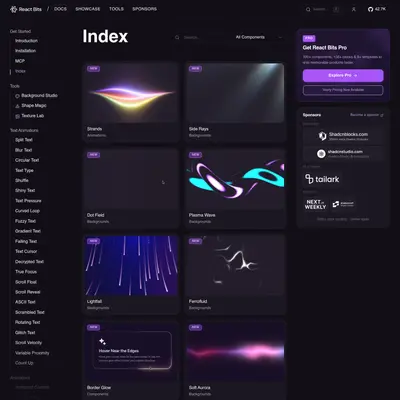 React Bits
/ DOCS SHOWCASE TOOLS SPONSORS
Search
42.7K
Get Started
Introduction
Installation
MCP
Index
Tools
Background Studio
Shape Magic
Texture Lab
Text Animations
Split Text
Blur Text
Circular Text
Text Type
Shuffle
Shiny Text
Text Pressure
Curved Loop
Fuzzy Text
Gradient Text
Falling Text
Text Cursor
Decrypted Text
True Focus
Scroll Float
Scroll Reveal
ASCII Text
Scrambled Text
Rotating Text
Glitch Text
Scroll Velocity
Variable Proximity
Count Up
Animations
Index
Search
All Components
NEW
Strands
Animations
NEW
Side Rays
Backgrounds
NEW
Dot Field
Backgrounds
NEW
Plasma Wave
Backgrounds
NEW
Lightfall
Backgrounds
NEW
Ferrofluid
Backgrounds
NEW
Hover Near the Edges
Border Glow
Components
NEW
Soft Aurora
Backgrounds
Get React Bits Pro
Explore Pro
Sponsors
Become a sponsor
Shadcnblocks.com
shadcnstudio.com
tailark
NEXT.JS
WEEKLY